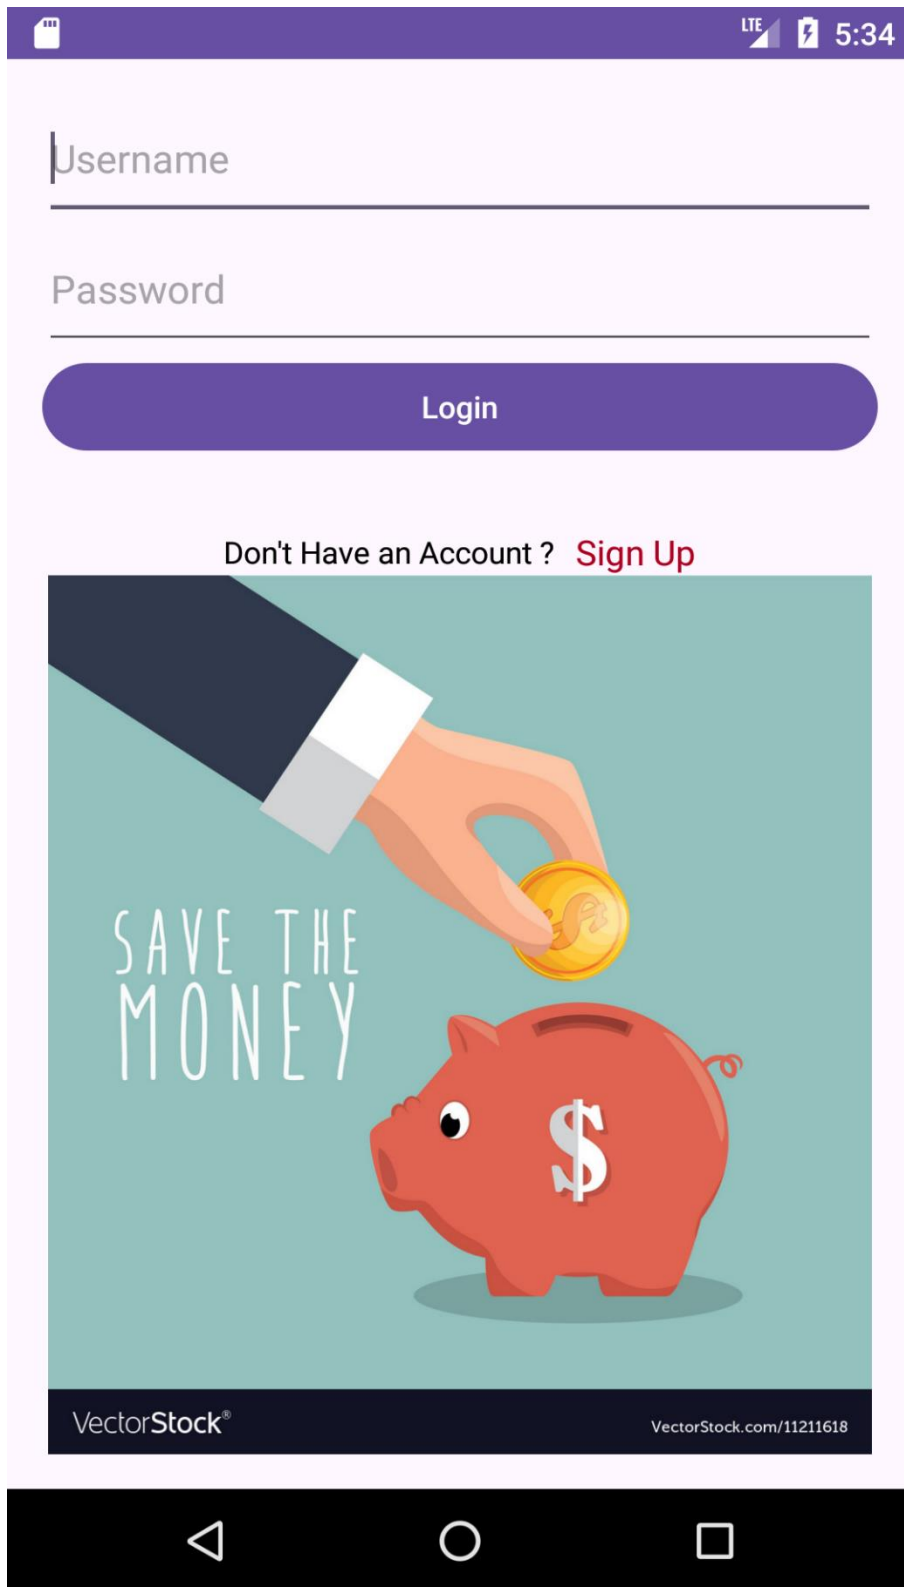 LTE 5:34
Username
Password
Login
Don't Have an Account ? Sign Up
SAVE THE
MONEY
$
VectorStock® VectorStock.com/11211618